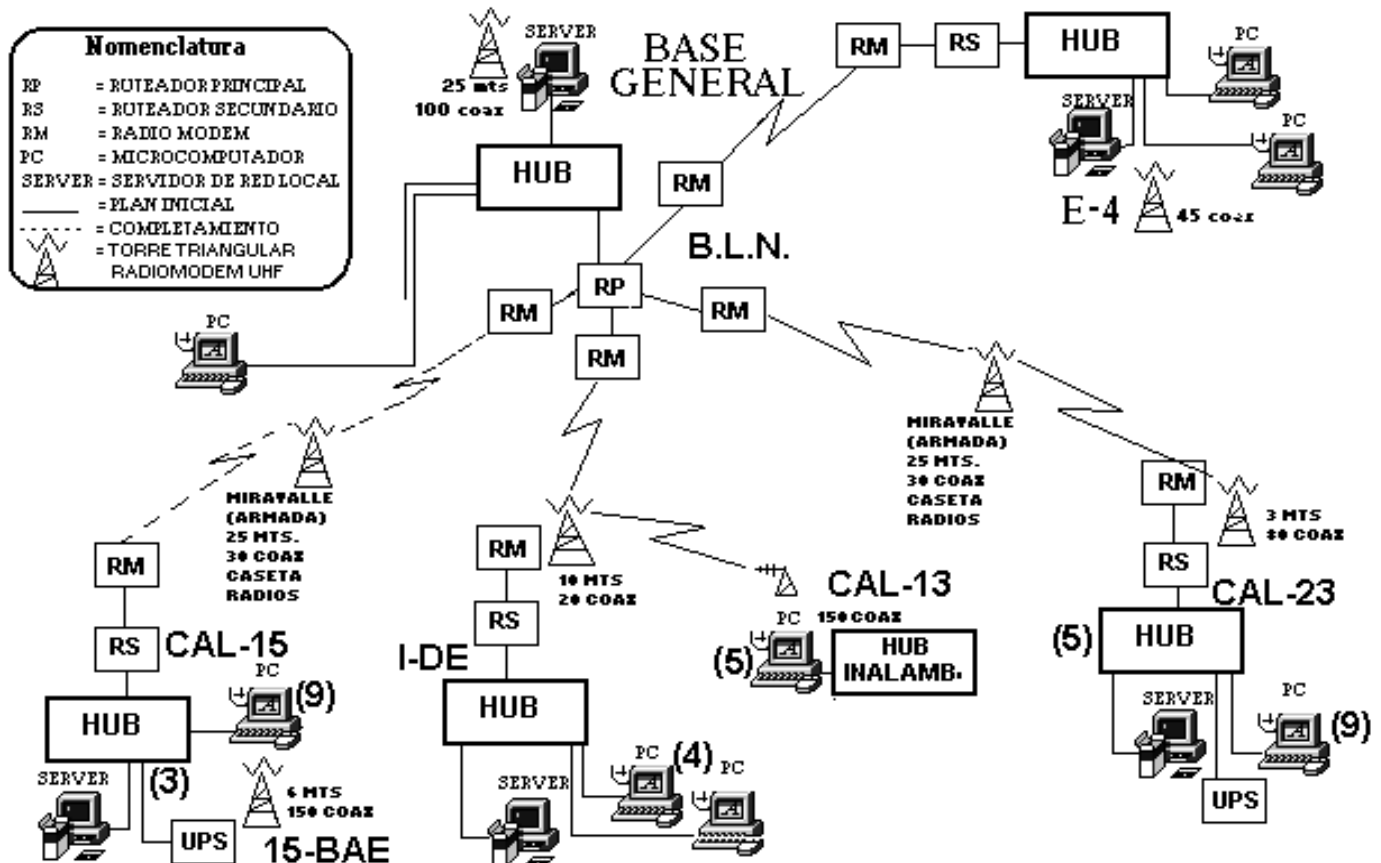 Nomenclatura
RP = RUTEADOR PRINCIPAL
RS = RUTEADOR SECUNDARIO
RM = RADIO MODEM
PC = MICROCOMPUTADOR
SERVER = SERVIDOR DE RED LOCAL
= PLAN INICIAL
= COMPLETAMIENTO
= TORRE TRIANGULAR
RADIOMODEM UHF
SERVER
25 mts
100 coax
BASE
GENERAL
HUB
RM
RS
HUB
PC
SERVER
PC
E-4
45 coax
RM
B.L.N.
RP
RM
RM
RM
PC
MIRAVALLE
(ARMADA)
25 MTS.
30 COAX
CASETA
RADIOS
MIRAVALLE
(ARMADA)
25 MTS.
30 COAX
CASETA
RADIOS
RM
RS
CAL-15
PC
(9)
HUB
(3)
SERVER
UPS
6 MTS
150 COAX
15-BAE
RM
10 MTS
20 COAX
RS
I-DE
HUB
PC
(4)
PC
SERVER
CAL-13
PC
150 COAX
(5)
HUB
INALAMB.
RM
3 MTS
80 COAX
RS
CAL-23
(5)
HUB
SERVER
PC
(9)
UPS